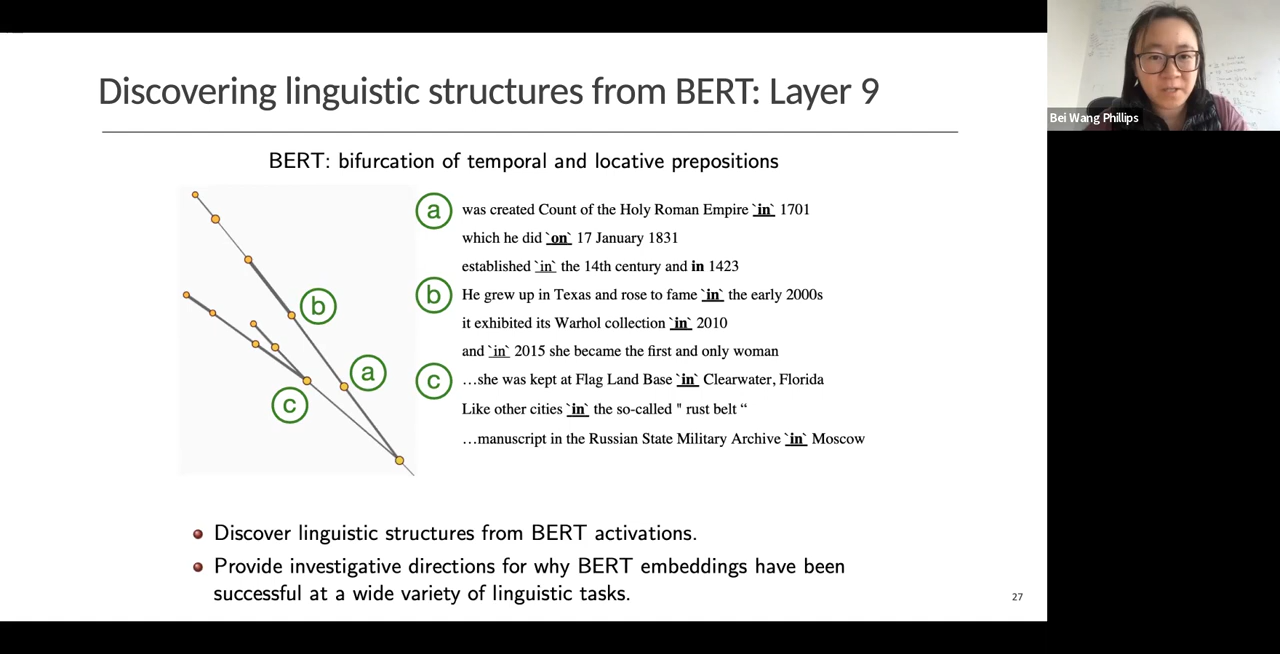 Discovering linguistic structures from BERT: Layer 9
BERT: bifurcation of temporal and locative prepositions
b
a
c
a
was created Count of the Holy Roman Empire `in` 1701
which he did `on` 17 January 1831
established `in` the 14th century and in 1423
b
He grew up in Texas and rose to fame `in` the early 2000s
it exhibited its Warhol collection `in` 2010
and `in` 2015 she became the first and only woman
c
…she was kept at Flag Land Base `in` Clearwater, Florida
Like other cities `in` the so-called " rust belt “
…manuscript in the Russian State Military Archive `in` Moscow
Discover linguistic structures from BERT activations.
Provide investigative directions for why BERT embeddings have been
successful at a wide variety of linguistic tasks.
27
Bei Wang Phillips